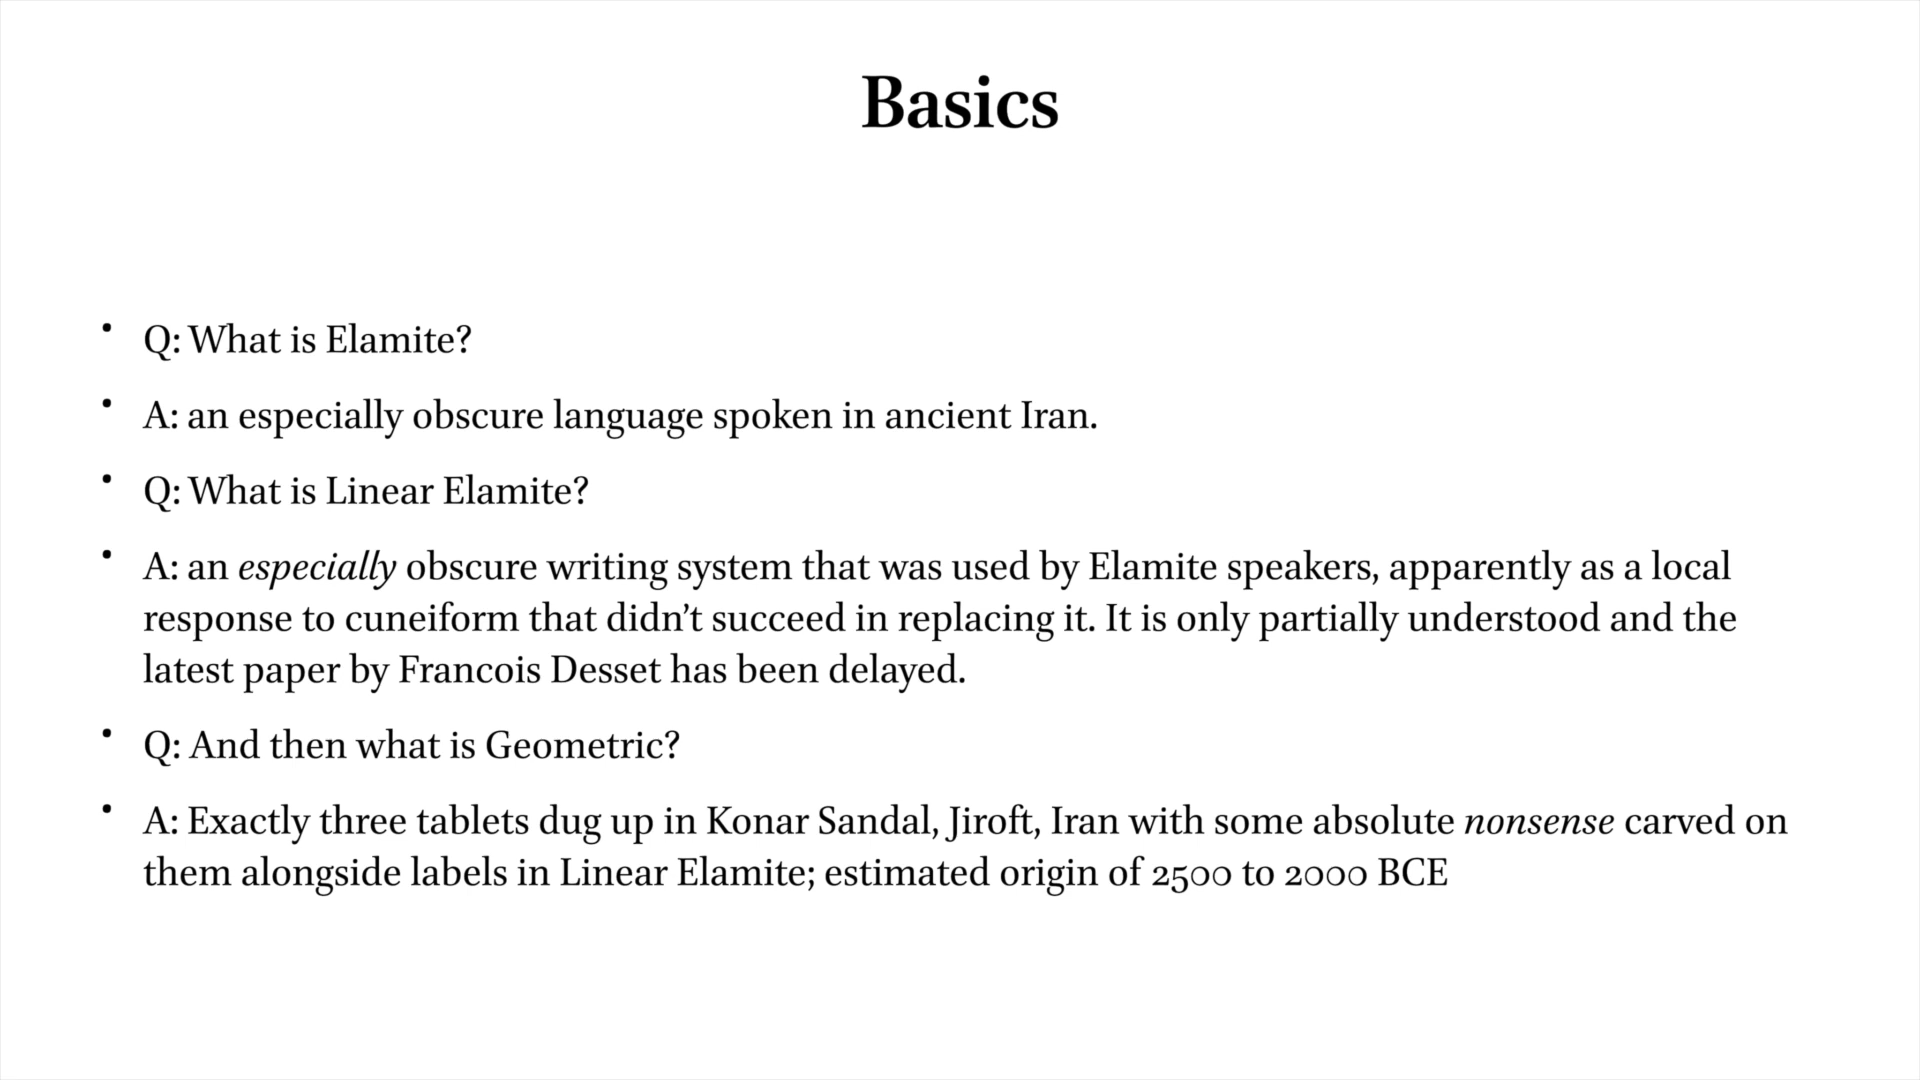 Basics
• Q: What is Elamite?
• A: an especially obscure language spoken in ancient Iran.
• Q: What is Linear Elamite?
• A: an especially obscure writing system that was used by Elamite speakers, apparently as a local
response to cuneiform that didn’t succeed in replacing it. It is only partially understood and the
latest paper by Francois Desset has been delayed.
• Q: And then what is Geometric?
• A: Exactly three tablets dug up in Konar Sandal, Jiroft, Iran with some absolute nonsense carved on
them alongside labels in Linear Elamite; estimated origin of 2500 to 2000 BCE